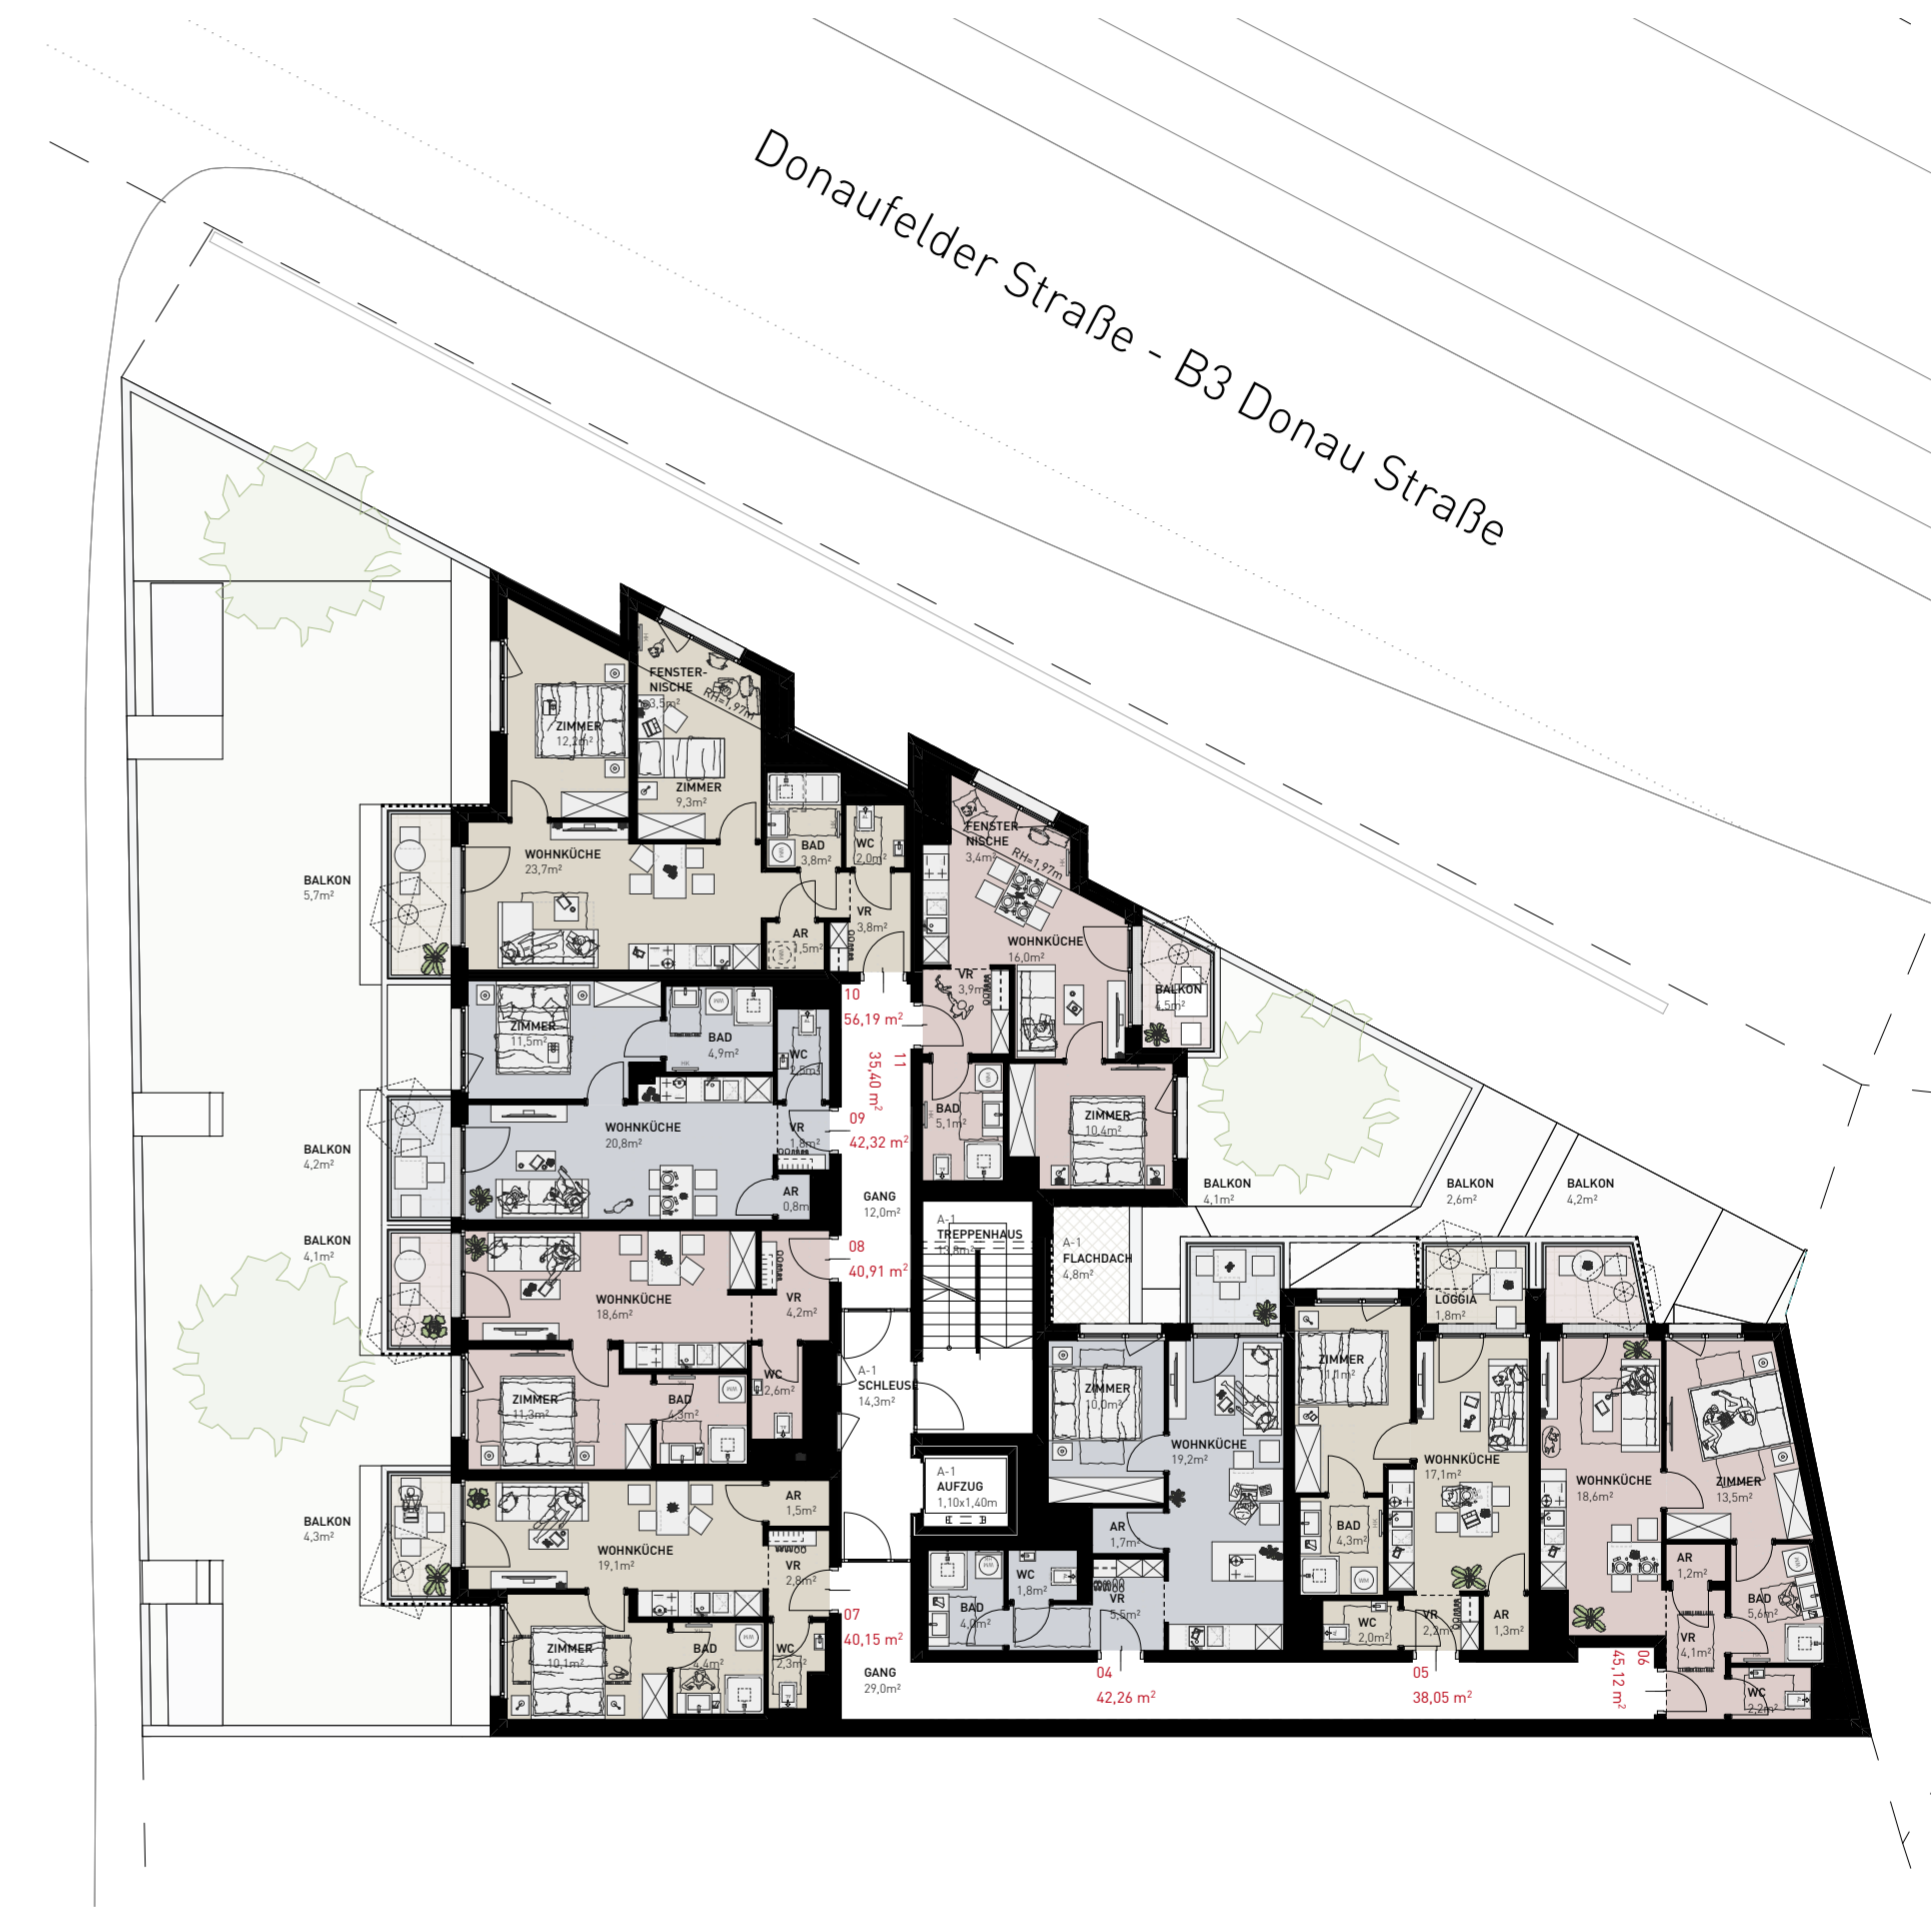 Donaufelder Straße - B3 Donau Straße
FENSTER-
NISCHE
3,5m²
RH=1,97m
ZIMMER
12,2m²
ZIMMER
9,3m²
WOHNKÜCHE
23,7m²
BAD
3,8m²
WC
2,0m²
BALKON
5,7m²
VR
3,8m²
AR
1,5m²
10
56,19 m²
FENSTER-
NISCHE
3,4m²
RH=1,97m
WOHNKÜCHE
16,0m²
VR
3,9m²
BALKON
4,5m²
11
35,40 m²
BAD
5,1m²
ZIMMER
10,4m²
ZIMMER
11,5m²
BAD
4,9m²
WC
2,5m²
WOHNKÜCHE
20,8m²
VR
1,8m²
AR
0,8m
09
42,32 m²
BALKON
4,2m²
GANG
12,0m²
BALKON
4,1m²
WOHNKÜCHE
18,6m²
VR
4,2m²
08
40,91 m²
ZIMMER
11,3m²
BAD
4,3m²
WC
2,6m²
A-1
TREPPENHAUS
13,8m²
A-1
FLACHDACH
4,8m²
BALKON
4,1m²
BALKON
2,6m²
BALKON
4,2m²
LOGGIA
1,8m²
A-1
SCHLEUSE
14,3m²
A-1
AUFZUG
1,10x1,40m
BALKON
4,3m²
WOHNKÜCHE
19,1m²
AR
1,5m²
VR
2,8m²
07
40,15 m²
ZIMMER
10,1m²
BAD
4,4m²
WC
2,3m²
GANG
29,0m²
ZIMMER
10,0m²
WOHNKÜCHE
19,2m²
AR
1,7m²
WC
1,8m²
BAD
4,0m²
VR
5,5m²
04
42,26 m²
ZIMMER
11,1m²
WOHNKÜCHE
17,1m²
BAD
4,3m²
WC
2,0m²
VR
2,2m²
AR
1,3m²
05
38,05 m²
WOHNKÜCHE
18,6m²
ZIMMER
13,5m²
AR
1,2m²
BAD
5,6m²
VR
4,1m²
WC
2,2m²
06
45,12 m²